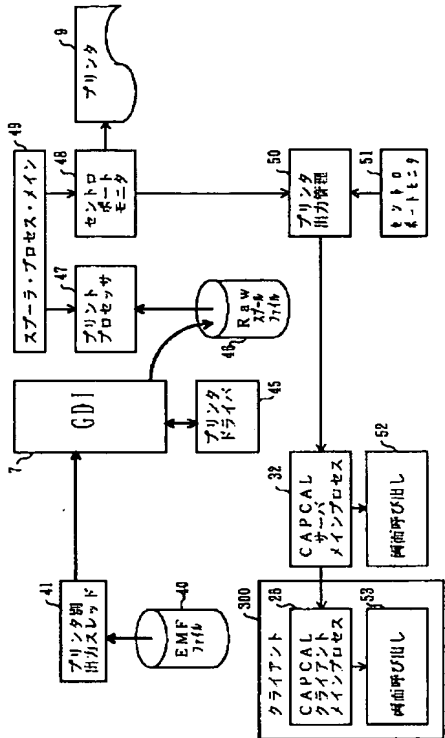 スプーラ・プロセス・メイン
49
プリンタ
9
プリント
プロセッサ
47
セントロ
ポート
モニタ
48
GDI
7
Raw
スプール
ファイル
46
プリンタ
ドライバ
45
プリンタ別
出力スレッド
41
EMF
ファイル
40
プリンタ
出力管理
50
セントロ
ポートモニタ
51
CAPCAL
サーバ
メインプロセス
32
画面呼び出し
52
300
クライアント
CAPCAL
クライアント
メインプロセス
26
画面呼び出し
53